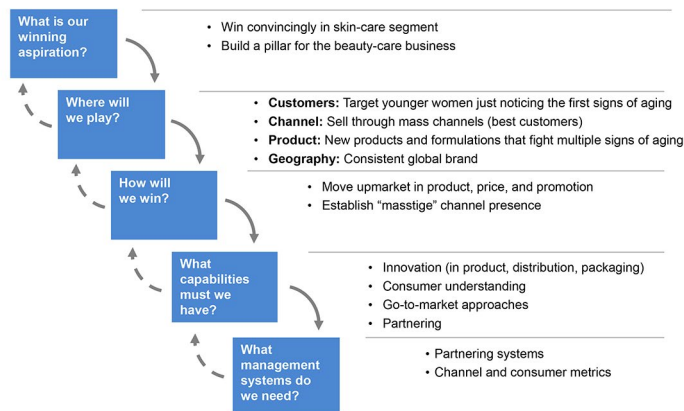 What is our
winning
aspiration?
• Win convincingly in skin-care segment
• Build a pillar for the beauty-care business
Where will
we play?
• Customers: Target younger women just noticing the first signs of aging
• Channel: Sell through mass channels (best customers)
• Product: New products and formulations that fight multiple signs of aging
• Geography: Consistent global brand
How will
we win?
• Move upmarket in product, price, and promotion
• Establish “masstige” channel presence
What
capabilities
must we
have?
• Innovation (in product, distribution, packaging)
• Consumer understanding
• Go-to-market approaches
• Partnering
What
management
systems do
we need?
• Partnering systems
• Channel and consumer metrics